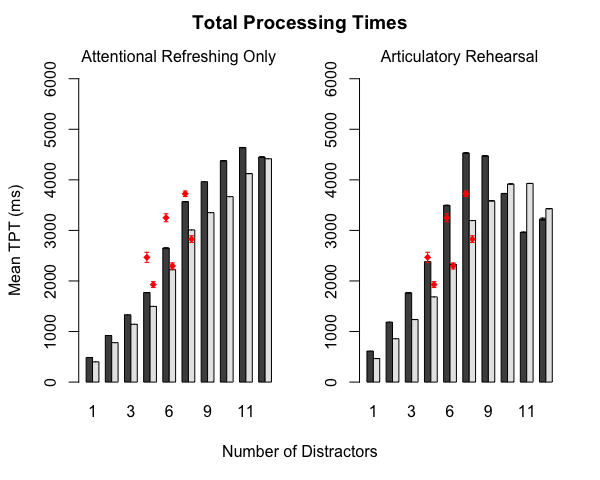 Total Processing Times
Attentional Refreshing Only
Articulatory Rehearsal
Mean TPT (ms)
6000
5000
4000
3000
2000
1000
0
1 3 6 9 11
6000
5000
4000
3000
2000
1000
0
1 3 6 9 11
Number of Distractors